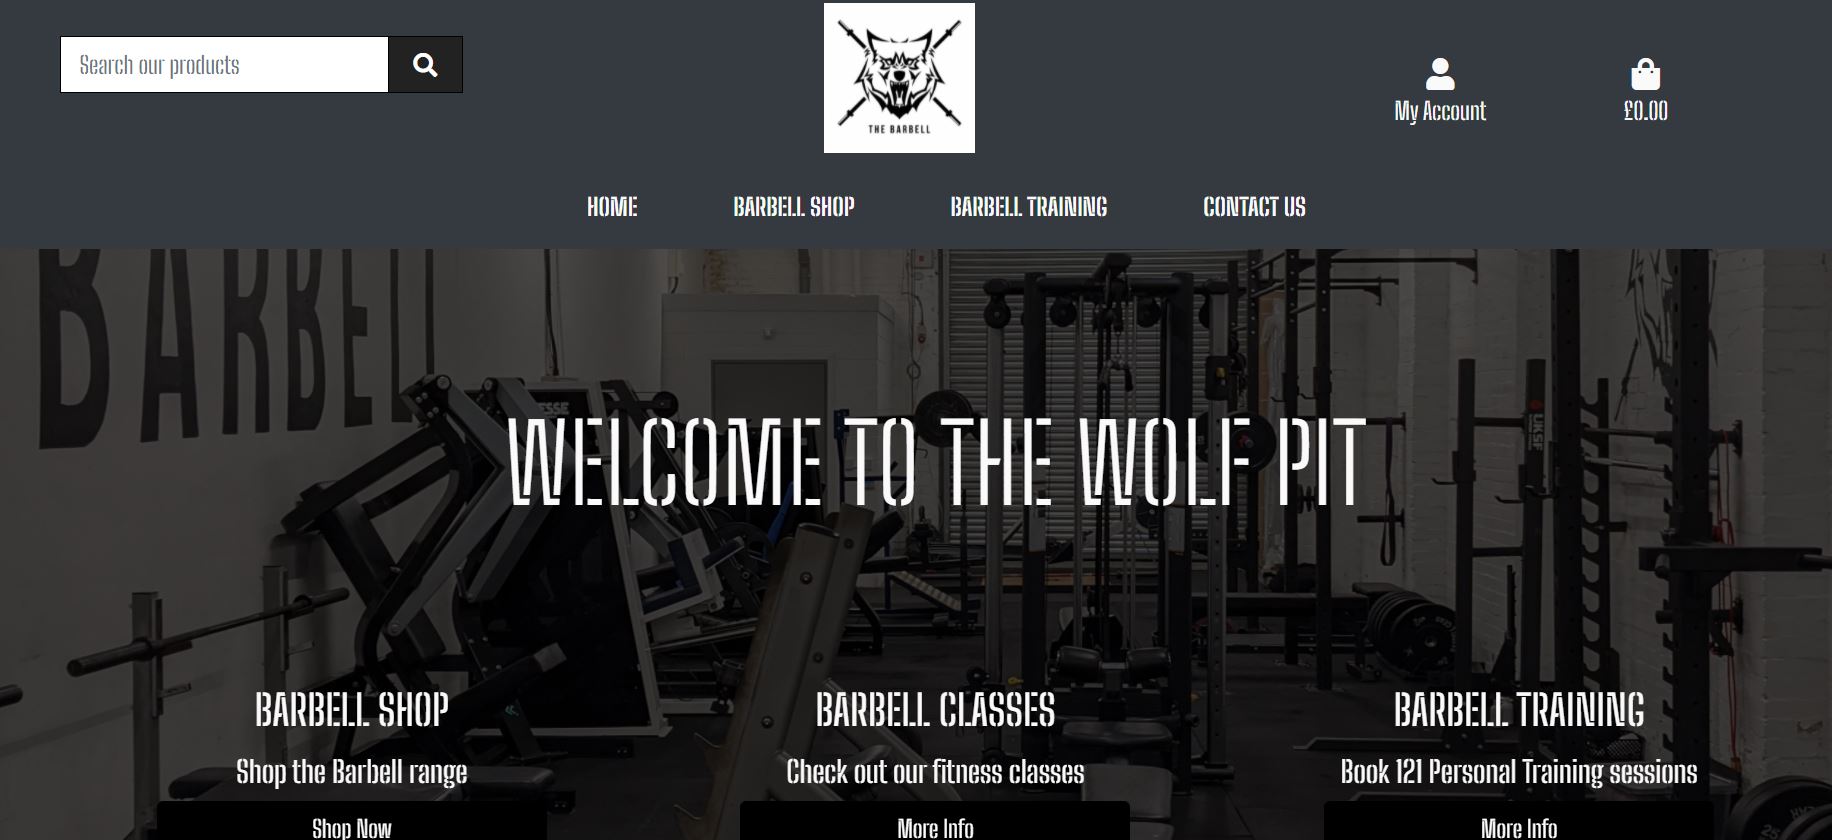 Search our products
THE BARBELL
My Account
£0.00
HOME BARBELL SHOP BARBELL TRAINING CONTACT US
BARBELL
WELCOME TO THE WOLF PIT
BARBELL SHOP
Shop the Barbell range
Shop Now
BARBELL CLASSES
Check out our fitness classes
More Info
BARBELL TRAINING
Book 121 Personal Training sessions
More Info